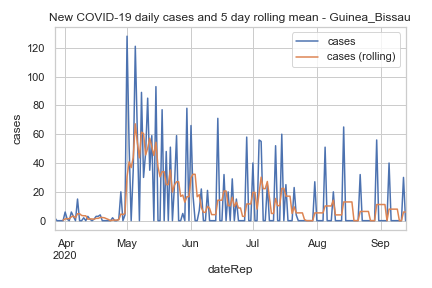 New COVID-19 daily cases and 5 day rolling mean - Guinea_Bissau
cases
cases (rolling)
120
100
80
60
40
20
0
cases
Apr
2020
May
Jun
Jul
Aug
Sep
dateRep